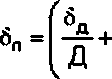 δп = ( δд / Д +